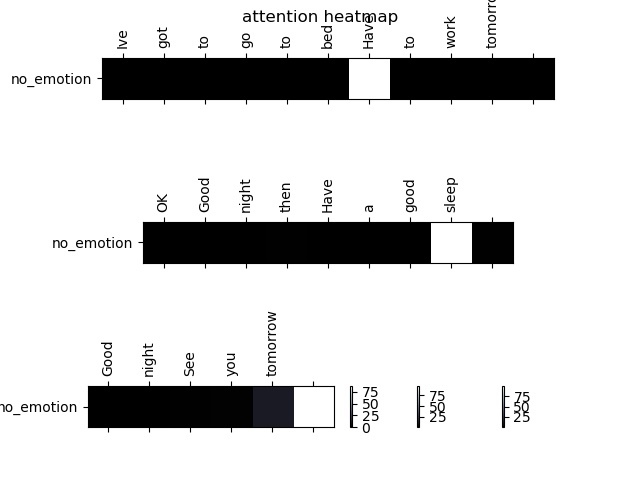 attention heatmap
Ive got to go to bed Have to work tomorrow
no_emotion
OK Good night then Have a good sleep
no_emotion
Good night See you tomorrow
no_emotion
75 50 25 0
75 50 25
75 50 25